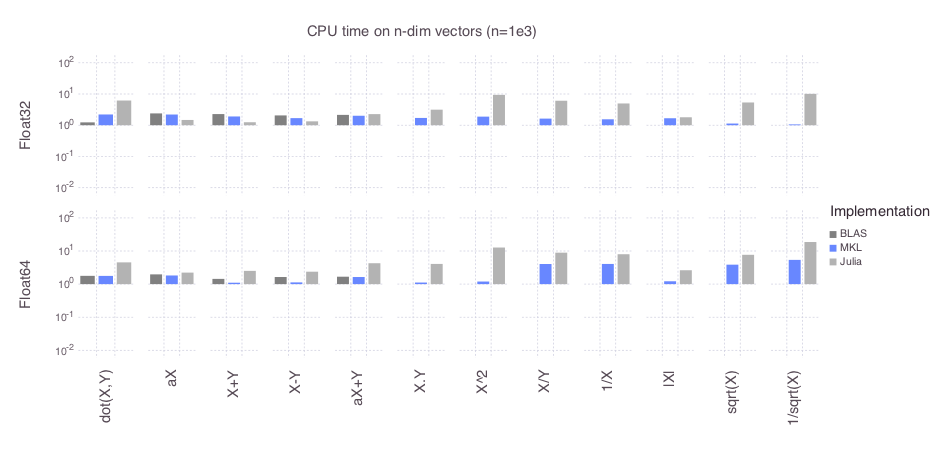 CPU time on n-dim vectors (n=1e3)
Float32
10^2
10^1
10^0
10^-1
10^-2
Float64
10^2
10^1
10^0
10^-1
10^-2
dot(X,Y)
aX
X+Y
X-Y
aX+Y
X.Y
X^2
X/Y
1/X
|X|
sqrt(X)
1/sqrt(X)
Implementation
BLAS
MKL
Julia